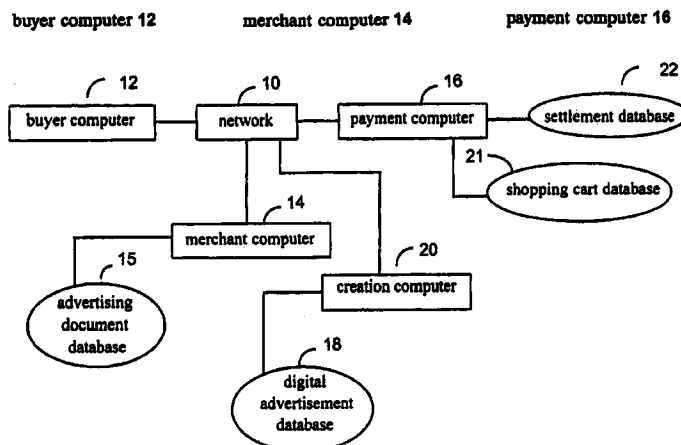 buyer computer 12 merchant computer 14 payment computer 16
12 10 16 22
buyer computer network payment computer settlement database
21
shopping cart database
14
merchant computer
15
advertising
document
database
20
creation computer
18
digital
advertisement
database